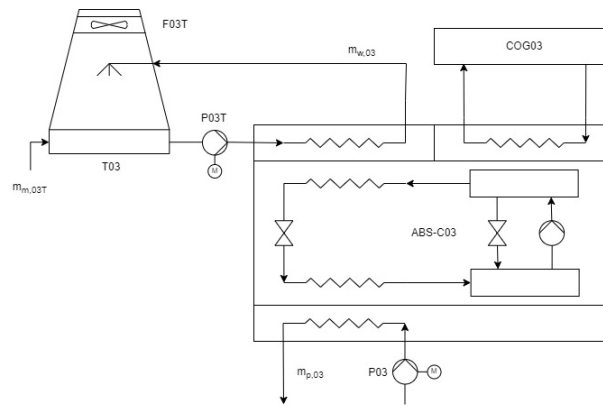 F03T
m_w,03
COG03
P03T
M
T03
m_m,03T
ABS-C03
m_p,03
P03
M